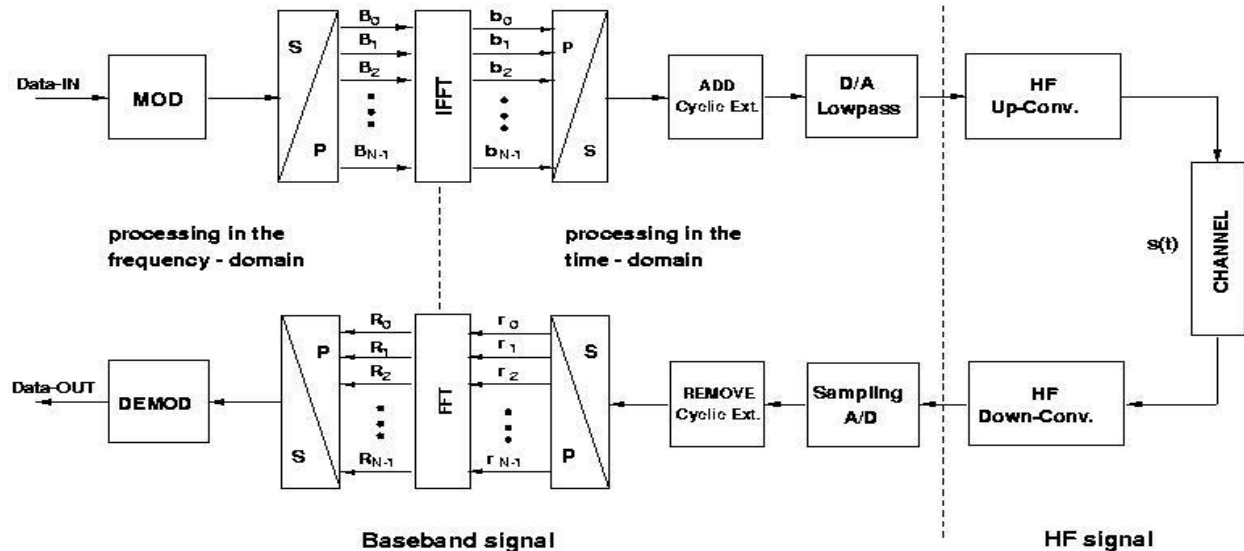 Data-IN
MOD
S
P
B0
B1
B2
BN-1
IFFT
b0
b1
b2
bN-1
P
S
ADD
Cyclic Ext.
D/A
Lowpass
HF
Up-Conv.
processing in the
frequency - domain
processing in the
time - domain
s(t)
CHANNEL
Data-OUT
DEMOD
P
S
R0
R1
R2
RN-1
FFT
r0
r1
r2
rN-1
S
P
REMOVE
Cyclic Ext.
Sampling
A/D
HF
Down-Conv.
Baseband signal
HF signal